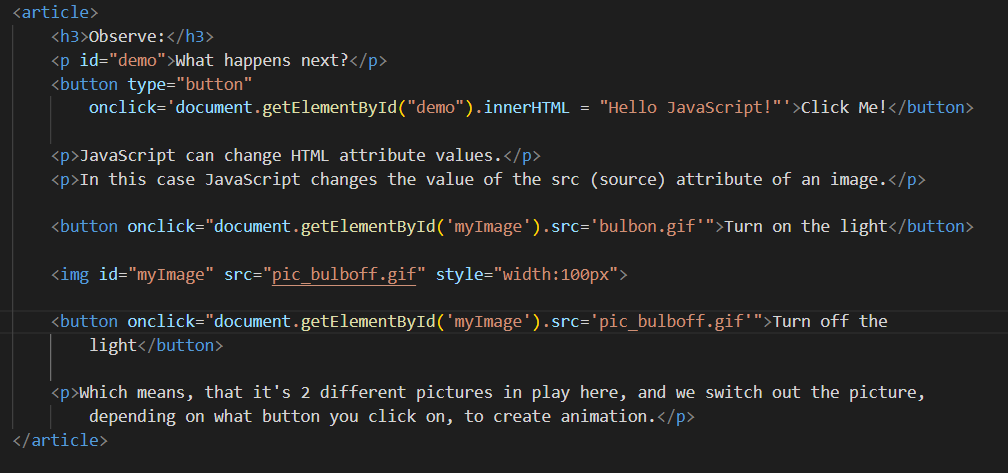 <article>
<h3>Observe:</h3>
<p id="demo">What happens next?</p>
<button type="button"
onclick='document.getElementById("demo").innerHTML = "Hello JavaScript!"'>Click Me!</button>
<p>JavaScript can change HTML attribute values.</p>
<p>In this case JavaScript changes the value of the src (source) attribute of an image.</p>
<button onclick="document.getElementById('myImage').src='bulbon.gif'">Turn on the light</button>
<img id="myImage" src="pic_bulboff.gif" style="width:100px">
<button onclick="document.getElementById('myImage').src='pic_bulboff.gif'">Turn off the
light</button>
<p>Which means, that it's 2 different pictures in play here, and we switch out the picture,
depending on what button you click on, to create animation.</p>
</article>